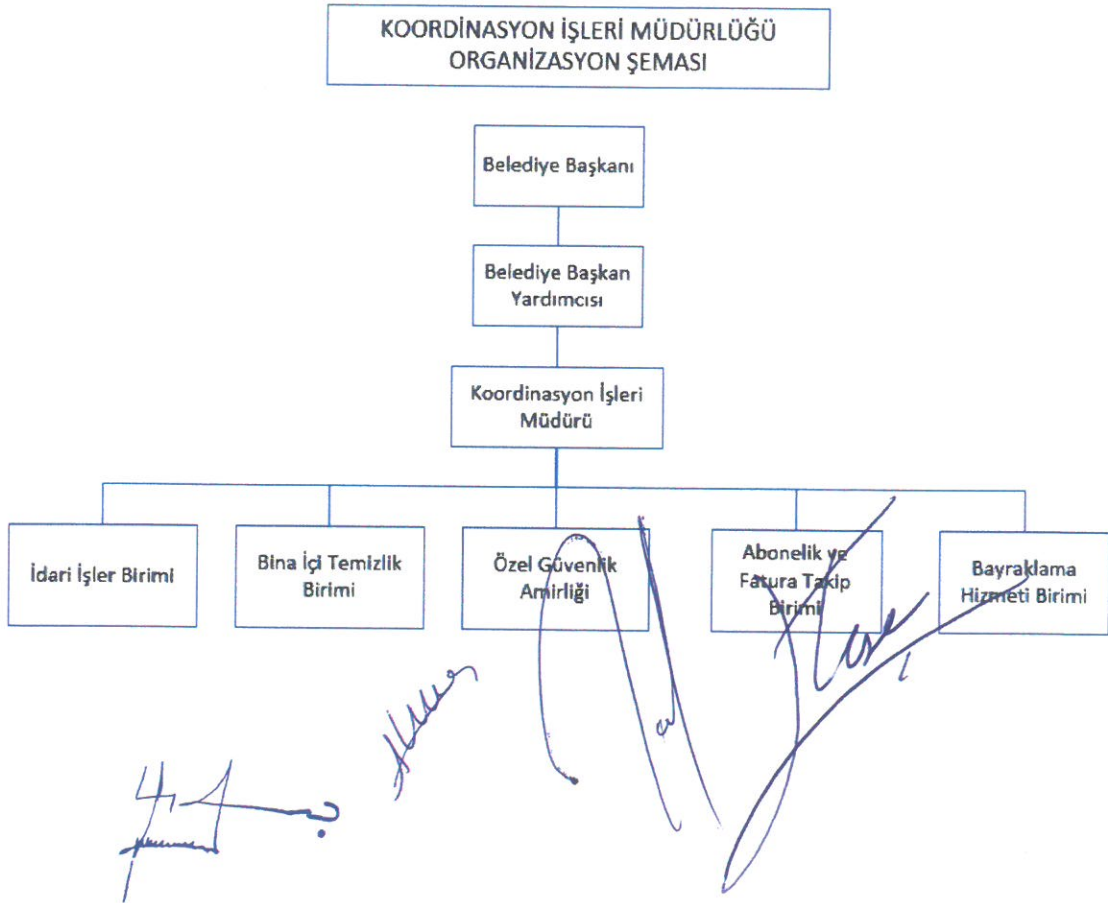 KOORDİNASYON İŞLERİ MÜDÜRLÜĞÜ
ORGANİZASYON ŞEMASI
Belediye Başkanı
Belediye Başkan
Yardımcısı
Koordinasyon İşleri
Müdürü
İdari İşler Birimi
Bina İçi Temizlik
Birimi
Özel Güvenlik
Amirliği
Abonelik ve
Fatura Takip
Birimi
Bayraklama
Hizmeti Birimi